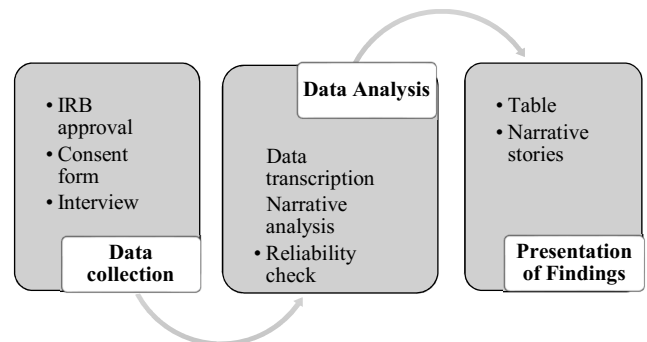 • IRB
approval
• Consent
form
• Interview
Data
collection
Data Analysis
Data
transcription
Narrative
analysis
• Reliability
check
• Table
• Narrative
stories
Presentation
of Findings